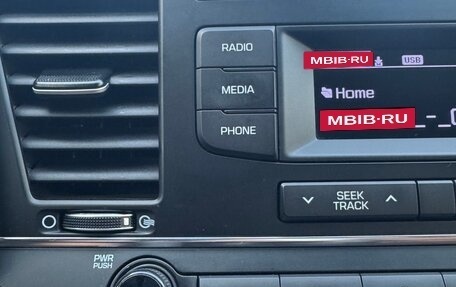 RADIO
MBIB-RU
USB
MEDIA
Home
PHONE
MBIB-RU
SEEK
TRACK
PWR
PUSH